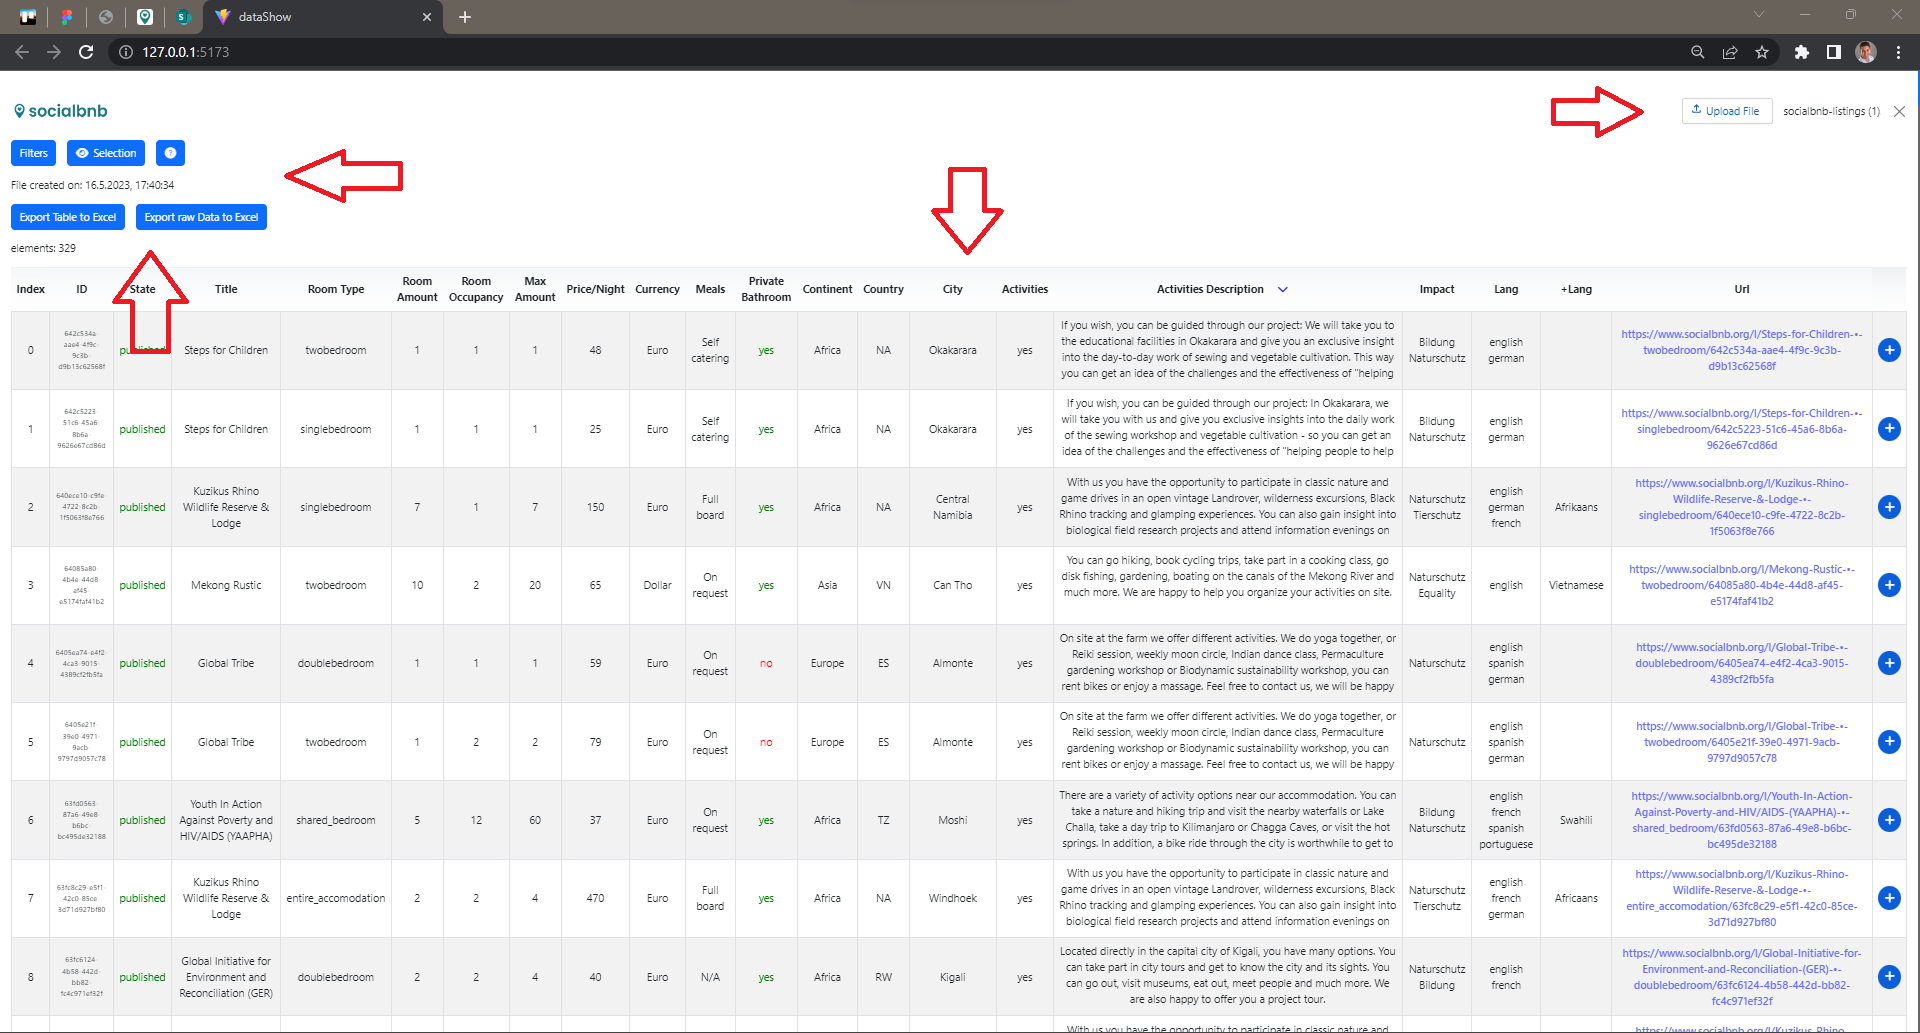 dataShow
127.0.0.1:5173
socialbnb
Upload File
socialbnb-listings (1)
Filters
Selection
?
File created on: 16.5.2023, 17:40:34
Export Table to Excel
Export raw Data to Excel
elements: 329
Index ID State Title Room Type Room Amount Room Occupancy Max Amount Price/Night Currency Meals Private Bathroom Continent Country City Activities Activities Description Impact Lang +Lang Url
0
642c534a-
aae4-4f9c-
9c3b-
d9b13c62568f
Steps for Children
twobedroom
1
1
1
48
Euro
Self
catering
yes
Africa
NA
Okakarara
yes
If you wish, you can be guided through our project: We will take you to
the educational facilities in Okakarara and give you an exclusive insight
into the day-to-day work of sewing and vegetable cultivation. This way
you can get an idea of the challenges and the effectiveness of "helping
Bildung
Naturschutz
english
german
https://www.socialbnb.org/l/Steps-for-Children-•-
twobedroom/642c534a-aae4-4f9c-9c3b-
d9b13c62568f
1
642c5223-
51c6-45a6-
8b6a-
9626e67cd86d
published
Steps for Children
singlebedroom
1
1
1
25
Euro
Self
catering
yes
Africa
NA
Okakarara
yes
If you wish, you can be guided through our project: In Okakarara, we
will take you with us and give you exclusive insights into the daily work
of the sewing workshop and vegetable cultivation - so you can get an
idea of the challenges and the effectiveness of "helping people to help
Bildung
Naturschutz
english
german
https://www.socialbnb.org/l/Steps-for-Children-•-
singlebedroom/642c5223-51c6-45a6-8b6a-
9626e67cd86d
2
640ece10-c9fe-
4722-8c2b-
1f5063f8e766
published
Kuzikus Rhino
Wildlife Reserve &
Lodge
singlebedroom
7
1
7
150
Euro
Full
board
yes
Africa
NA
Central
Namibia
yes
With us you have the opportunity to participate in classic nature and
game drives in an open vintage Landrover, wilderness excursions, Black
Rhino tracking and glamping experiences. You can also gain insight into
biological field research projects and attend information evenings on
Naturschutz
Tierschutz
english
german
french
Afrikaans
https://www.socialbnb.org/l/Kuzikus-Rhino-
Wildlife-Reserve-&-Lodge-•-
singlebedroom/640ece10-c9fe-4722-8c2b-
1f5063f8e766
3
64085a80-
4b4e-44d8-
af45-
e5174faf41b2
published
Mekong Rustic
twobedroom
10
2
20
65
Dollar
On
request
yes
Asia
VN
Can Tho
yes
You can go hiking, book cycling trips, take part in a cooking class, go
disk fishing, gardening, boating on the canals of the Mekong River and
much more. We are happy to help you organize your activities on site.
Naturschutz
Equality
english
Vietnamese
https://www.socialbnb.org/l/Mekong-Rustic-•-
twobedroom/64085a80-4b4e-44d8-af45-
e5174faf41b2
4
6405ea74-e4f2-
4ca3-9015-
4389cf2fb5fa
published
Global Tribe
doublebedroom
1
1
1
59
Euro
On
request
no
Europe
ES
Almonte
yes
On site at the farm we offer different activities. We do yoga together, or
Reiki session, weekly moon circle, Indian dance class, Permaculture
gardening workshop or Biodynamic sustainability workshop, you can
rent bikes or enjoy a massage. Feel free to contact us, we will be happy
Naturschutz
english
spanish
german
https://www.socialbnb.org/l/Global-Tribe-•-
doublebedroom/6405ea74-e4f2-4ca3-9015-
4389cf2fb5fa
5
6405e21f-
39e0-4971-
9acb-
9797d9057c78
published
Global Tribe
twobedroom
1
2
2
79
Euro
On
request
no
Europe
ES
Almonte
yes
On site at the farm we offer different activities. We do yoga together, or
Reiki session, weekly moon circle, Indian dance class, Permaculture
gardening workshop or Biodynamic sustainability workshop, you can
rent bikes or enjoy a massage. Feel free to contact us, we will be happy
Naturschutz
english
spanish
german
https://www.socialbnb.org/l/Global-Tribe-•-
twobedroom/6405e21f-39e0-4971-9acb-
9797d9057c78
6
63fd0563-
87a6-49e8-
b6bc-
bc495de32188
published
Youth In Action
Against Poverty and
HIV/AIDS (YAAPHA)
shared_bedroom
5
12
60
37
Euro
On
request
yes
Africa
TZ
Moshi
yes
There are a variety of activity options near our accommodation. You can
take a nature and hiking trip and visit the nearby waterfalls or Lake
Challa, take a day trip to Kilimanjaro or Chagga Caves, or visit the hot
springs. In addition, a bike ride through the city is worthwhile to get to
Bildung
Naturschutz
english
french
spanish
portuguese
Swahili
https://www.socialbnb.org/l/Youth-In-Action-
Against-Poverty-and-HIV/AIDS-(YAAPHA)-•-
shared_bedroom/63fd0563-87a6-49e8-b6bc-
bc495de32188
7
63fc8c29-e5f1-
42c0-85ce-
3d71d927bf80
published
Kuzikus Rhino
Wildlife Reserve &
Lodge
entire_accomodation
2
2
4
470
Euro
Full
board
yes
Africa
NA
Windhoek
yes
With us you have the opportunity to participate in classic nature and
game drives in an open vintage Landrover, wilderness excursions, Black
Rhino tracking and glamping experiences. You can also gain insight into
biological field research projects and attend information evenings on
Naturschutz
Tierschutz
english
french
german
Africaans
https://www.socialbnb.org/l/Kuzikus-Rhino-
Wildlife-Reserve-&-Lodge-•-
entire_accomodation/63fc8c29-e5f1-42c0-85ce-
3d71d927bf80
8
63fc6124-
4b58-442d-
bb82-
fc4c971ef32f
published
Global Initiative for
Environment and
Reconciliation (GER)
doublebedroom
2
2
4
40
Euro
N/A
yes
Africa
RW
Kigali
yes
Located directly in the capital city of Kigali, you have many options. You
can take part in city tours and get to know the city and its sights. You
can go out, visit museums, eat out, meet people and much more. We
are also happy to offer you a project tour.
Naturschutz
Bildung
english
french
https://www.socialbnb.org/l/Global-Initiative-for-
Environment-and-Reconciliation-(GER)-•-
doublebedroom/63fc6124-4b58-442d-bb82-
fc4c971ef32f
With us you have the opportunity to participate in classic nature and